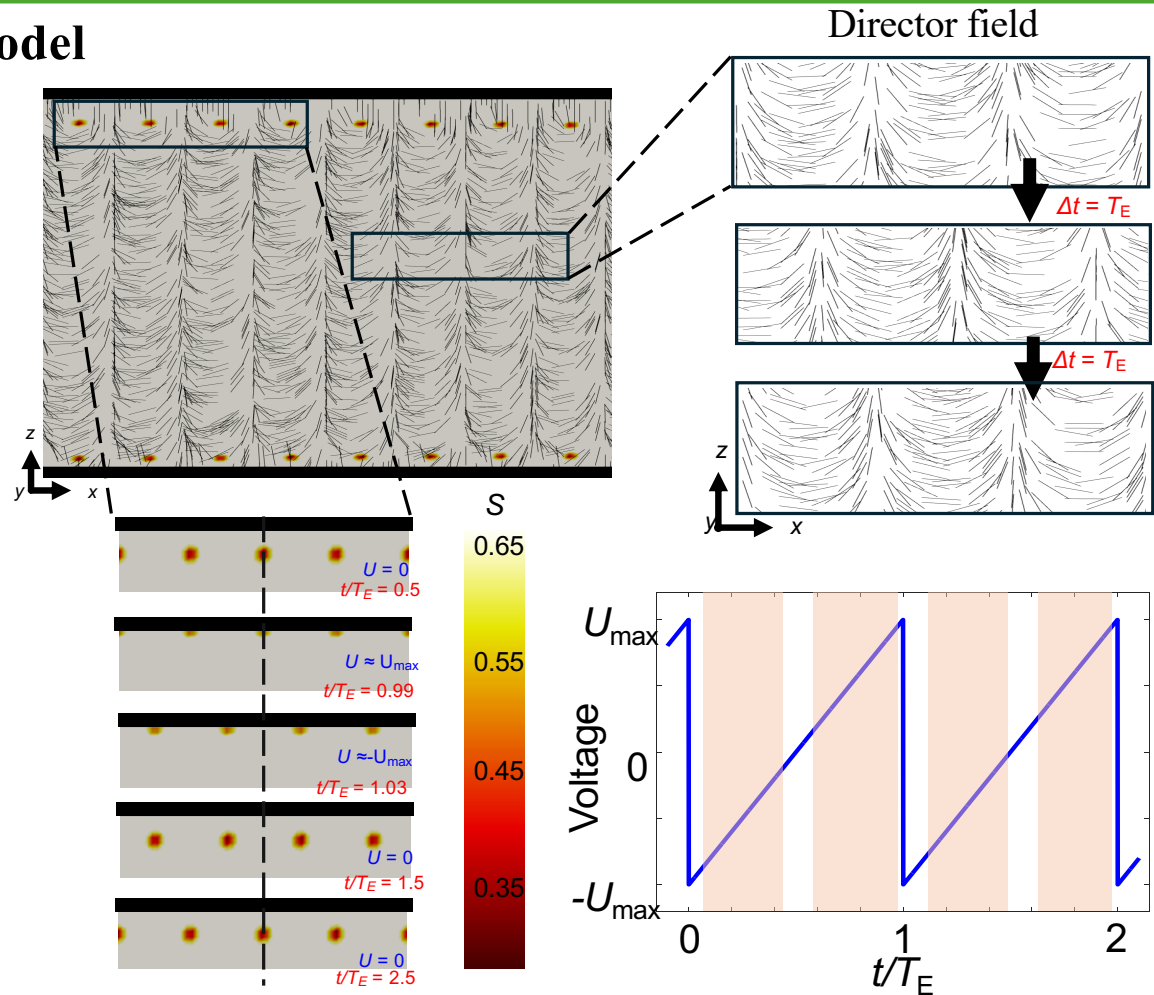 odel
Director field
Δt = TE
Δt = TE
z
y
x
z
y
x
S
0.65
0.55
0.45
0.35
U = 0
t/TE = 0.5
U ≈ Umax
t/TE = 0.99
U ≈-Umax
t/TE = 1.03
U = 0
t/TE = 1.5
U = 0
t/TE = 2.5
Voltage
Umax
0
-Umax
0
1
2
t/TE